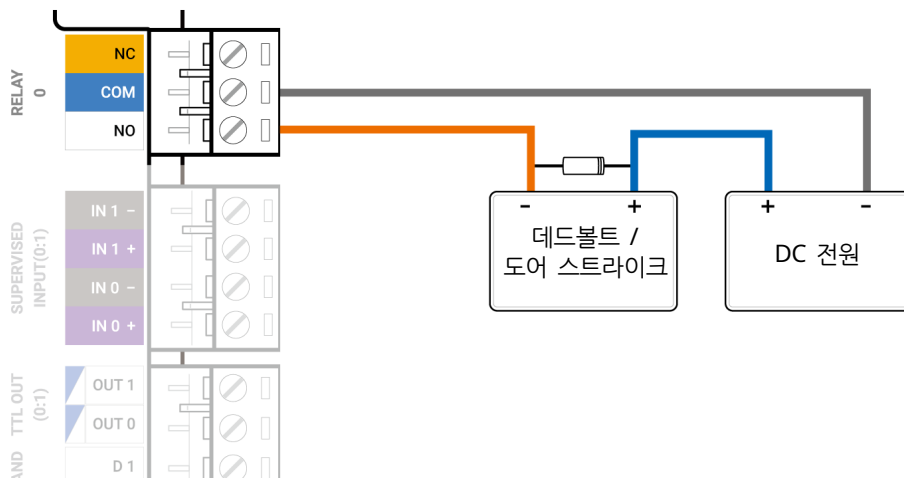 RELAY
0
NC
COM
NO
SUPERVISED
INPUT(0:1)
IN 1 −
IN 1 +
IN 0 −
IN 0 +
TTL OUT
(0:1)
OUT 1
OUT 0
AND
D 1
- +
데드볼트 /
도어 스트라이크
+ -
DC 전원